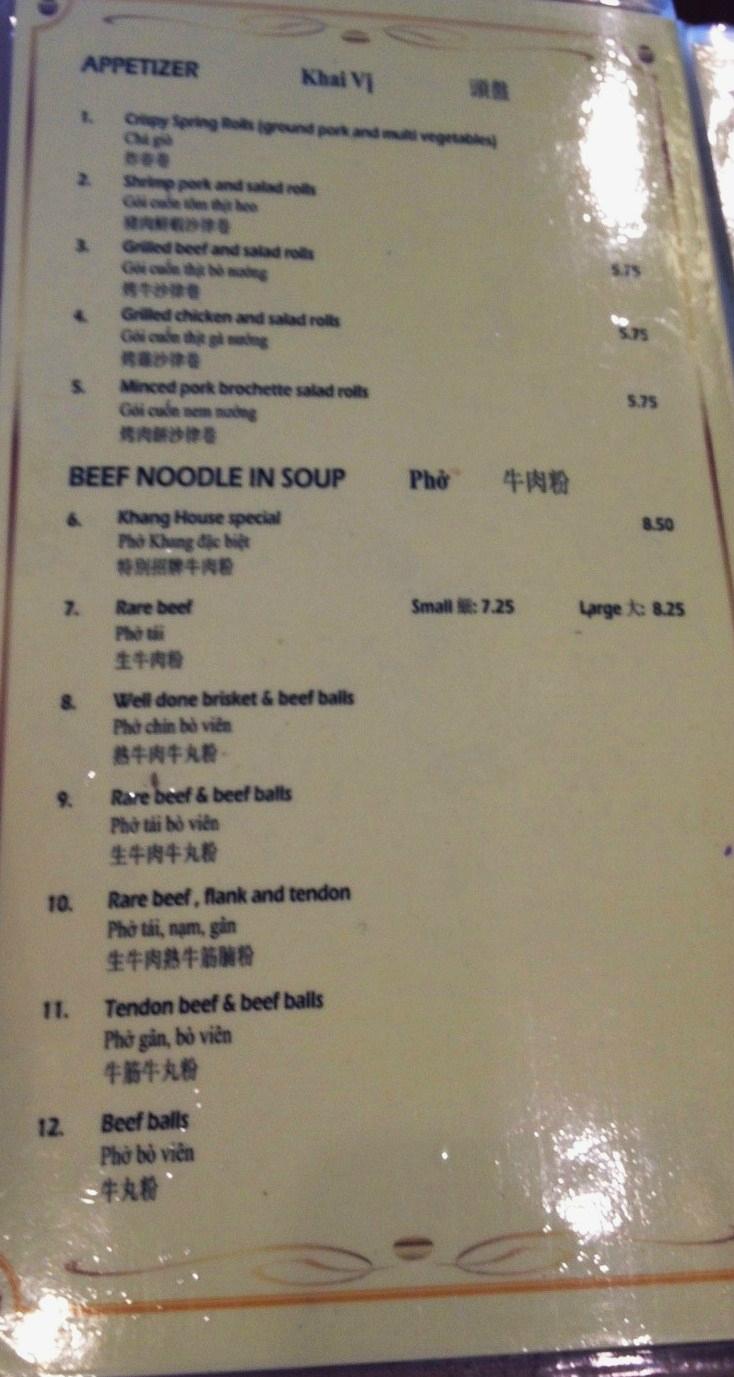 APPETIZER Khai Vị 頭盤
1. Crispy Spring Rolls (ground pork and multi vegetables)
Chả giò
炸春卷
2. Shrimp pork and salad rolls
Gỏi cuốn tôm thịt heo
豬肉鮮蝦沙律卷
3. Grilled beef and salad rolls 5.75
Gỏi cuốn thịt bò nướng
烤牛沙律卷
4. Grilled chicken and salad rolls 5.75
Gỏi cuốn thịt gà nướng
烤雞沙律卷
5. Minced pork brochette salad rolls 5.75
Gỏi cuốn nem nướng
烤肉餅沙律卷
BEEF NOODLE IN SOUP Phở 牛肉粉
6. Khang House special 8.50
Phở Khang đặc biệt
特別招牌牛肉粉
7. Rare beef Small 細: 7.25 Large 大: 8.25
Phở tái
生牛肉粉
8. Well done brisket & beef balls
Phở chín bò viên
熟牛肉牛丸粉
9. Rare beef & beef balls
Phở tái bò viên
生牛肉牛丸粉
10. Rare beef , flank and tendon
Phở tái, nạm, gân
生牛肉熟牛筋腩粉
11. Tendon beef & beef balls
Phở gân, bò viên
牛筋牛丸粉
12. Beef balls
Phở bò viên
牛丸粉